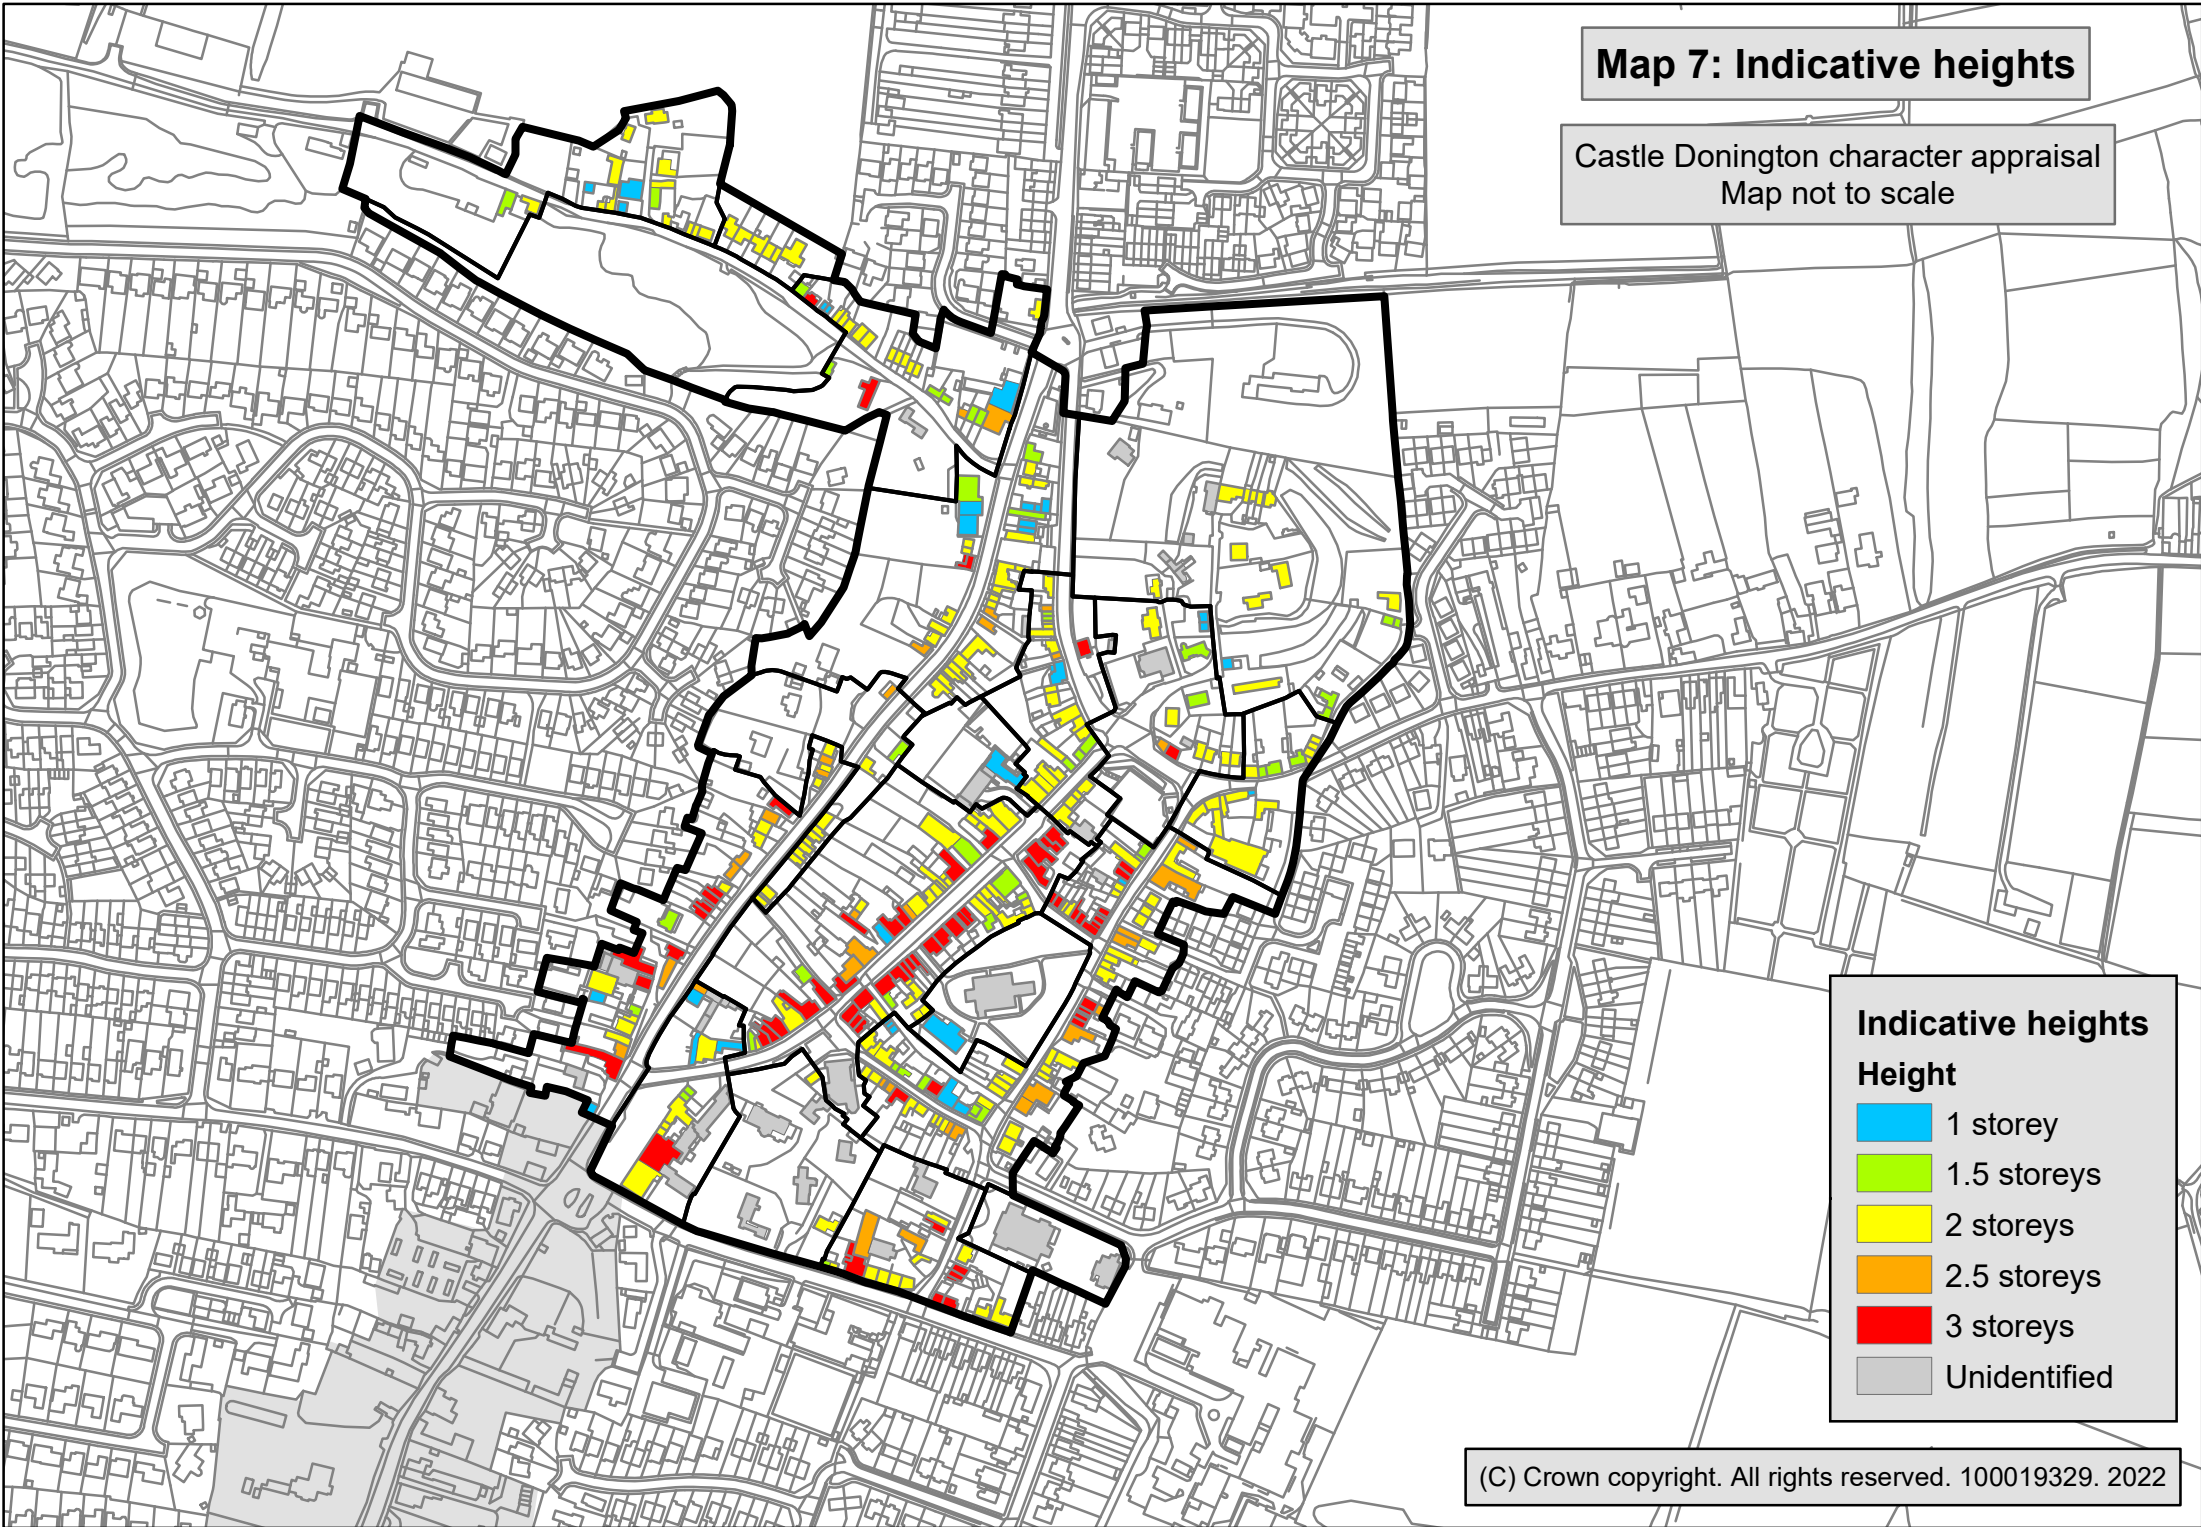 Map 7: Indicative heights
Castle Donington character appraisal
Map not to scale
Indicative heights
Height
1 storey
1.5 storeys
2 storeys
2.5 storeys
3 storeys
Unidentified
(C) Crown copyright. All rights reserved. 100019329. 2022